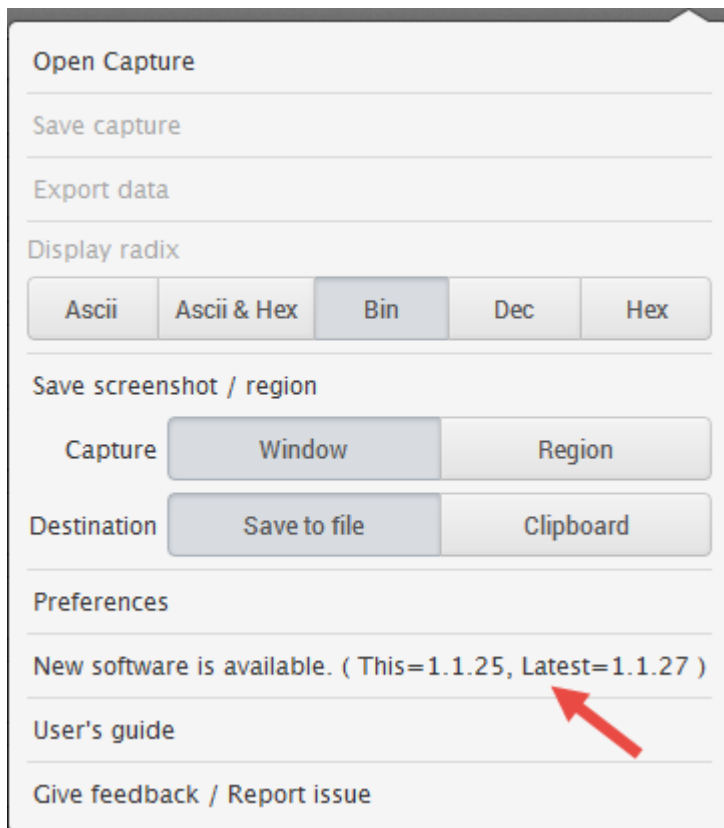 Open Capture
Save capture
Export data
Display radix
Ascii Ascii & Hex Bin Dec Hex
Save screenshot / region
Capture Window Region
Destination Save to file Clipboard
Preferences
New software is available. ( This=1.1.25, Latest=1.1.27 )
User's guide
Give feedback / Report issue